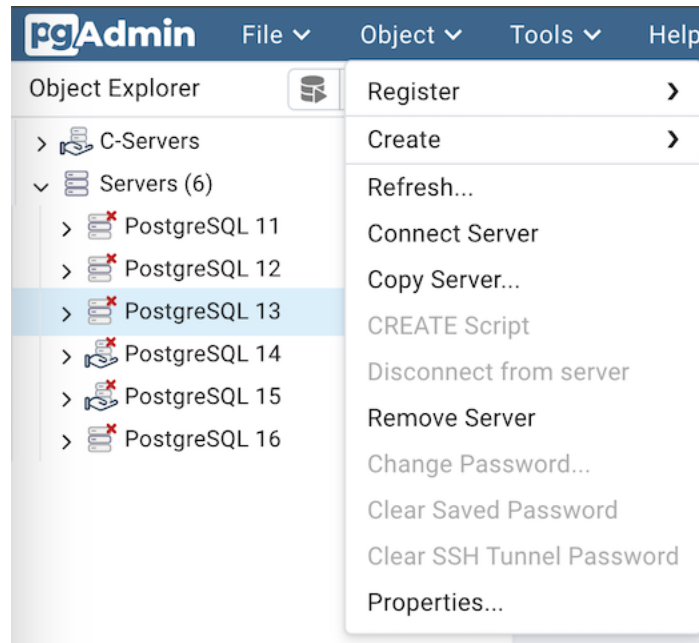 pgAdmin File Object Tools Help
Object Explorer
C-Servers
Servers (6)
PostgreSQL 11
PostgreSQL 12
PostgreSQL 13
PostgreSQL 14
PostgreSQL 15
PostgreSQL 16
Register
Create
Refresh...
Connect Server
Copy Server...
CREATE Script
Disconnect from server
Remove Server
Change Password...
Clear Saved Password
Clear SSH Tunnel Password
Properties...